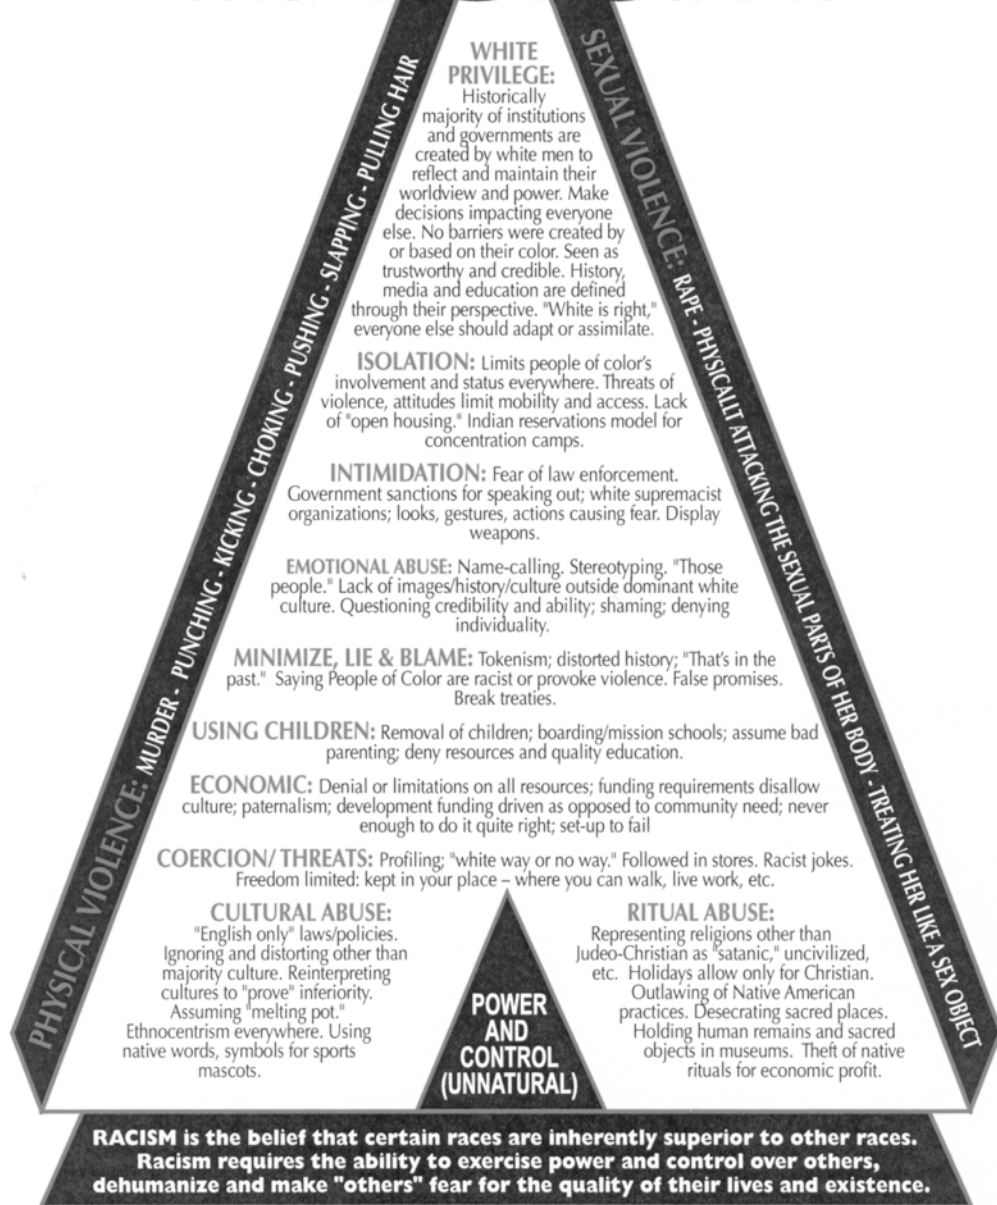 WHITE
PRIVILEGE:
Historically
majority of institutions
and governments are
created by white men to
reflect and maintain their
worldview and power. Make
decisions impacting everyone
else. No barriers were created by
or based on their color. Seen as
trustworthy and credible. History,
media and education are defined
through their perspective. "White is right,"
everyone else should adapt or assimilate.
ISOLATION: Limits people of color's
involvement and status everywhere. Threats of
violence, attitudes limit mobility and access. Lack
of "open housing." Indian reservations model for
concentration camps.
INTIMIDATION: Fear of law enforcement.
Government sanctions for speaking out; white supremacist
organizations; looks, gestures, actions causing fear. Display
weapons.
EMOTIONAL ABUSE: Name-calling. Stereotyping. "Those
people." Lack of images/history/culture outside dominant white
culture. Questioning credibility and ability; shaming; denying
individuality.
MINIMIZE, LIE & BLAME: Tokenism; distorted history; "That's in the
past." Saying People of Color are racist or provoke violence. False promises.
Break treaties.
USING CHILDREN: Removal of children; boarding/mission schools; assume bad
parenting; deny resources and quality education.
ECONOMIC: Denial or limitations on all resources; funding requirements disallow
culture; paternalism; development funding driven as opposed to community need; never
enough to do it quite right; set-up to fail
COERCION/ THREATS: Profiling; "white way or no way." Followed in stores. Racist jokes.
Freedom limited: kept in your place – where you can walk, live work, etc.
CULTURAL ABUSE:
"English only" laws/policies.
Ignoring and distorting other than
majority culture. Reinterpreting
cultures to "prove" inferiority.
Assuming "melting pot."
Ethnocentrism everywhere. Using
native words, symbols for sports
mascots.
POWER
AND
CONTROL
(UNNATURAL)
RITUAL ABUSE:
Representing religions other than
Judeo-Christian as "satanic," uncivilized,
etc. Holidays allow only for Christian.
Outlawing of Native American
practices. Desecrating sacred places.
Holding human remains and sacred
objects in museums. Theft of native
rituals for economic profit.
PHYSICAL VIOLENCE: MURDER - PUNCHING - KICKING - CHOKING - PUSHING - SLAPPING - PULLING HAIR
SEXUAL VIOLENCE: RAPE - PHYSICALLT ATTACKING THE SEXUAL PARTS OF HER BODY - TREATING HER LIKE A SEX OBJECT
RACISM is the belief that certain races are inherently superior to other races.
Racism requires the ability to exercise power and control over others,
dehumanize and make "others" fear for the quality of their lives and existence.